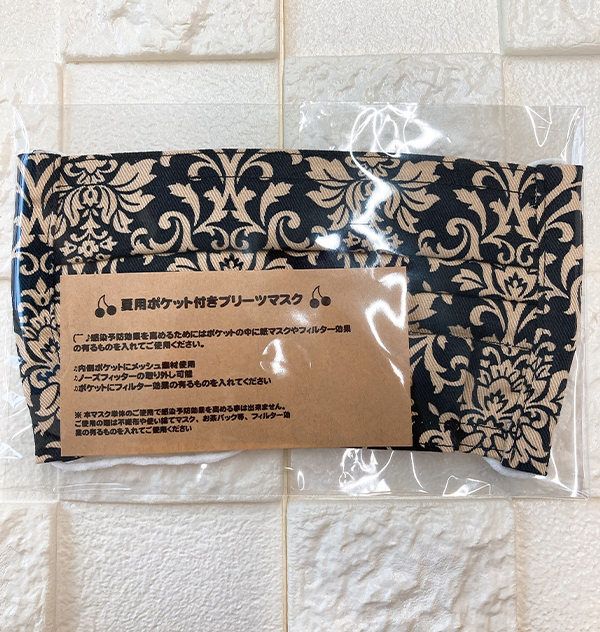 夏用ポケット付きプリーツマスク
♪感染予防効果を高めるためにはポケットの中に紙マスクやフィルター効果
の有るものを入れてご使用ください。
♫内側ポケットにメッシュ素材使用
♫ノーズフィッターの取り外し可能
♫ポケットにフィルター効果の有るものを入れてください
※ 本マスク単体のご使用で感染予防効果を高める事は出来ません。
ご使用の際は不織布や使い捨てマスク、お茶パック等、フィルター効
果の有るものを入れてご使用ください